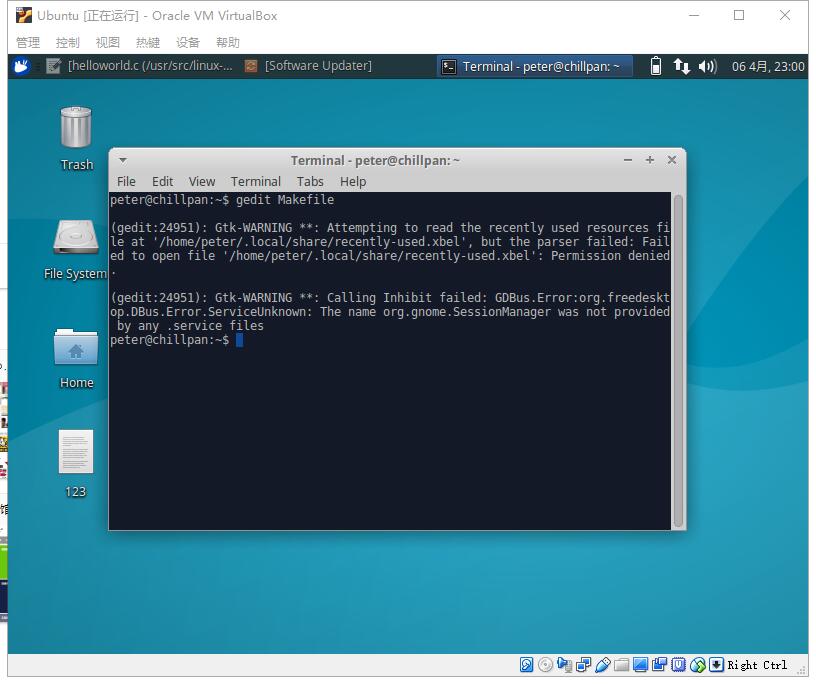 Ubuntu [正在运行] - Oracle VM VirtualBox
管理 控制 视图 热键 设备 帮助
[helloworld.c (/usr/src/linux-... [Software Updater] Terminal - peter@chillpan: ~ 06 4月, 23:00
Trash
File System
Home
123
Terminal - peter@chillpan: ~
File Edit View Terminal Tabs Help
peter@chillpan:~$ gedit Makefile
(gedit:24951): Gtk-WARNING **: Attempting to read the recently used resources fi
le at '/home/peter/.local/share/recently-used.xbel', but the parser failed: Fail
ed to open file '/home/peter/.local/share/recently-used.xbel': Permission denied
.
(gedit:24951): Gtk-WARNING **: Calling Inhibit failed: GDBus.Error:org.freedeskt
op.DBus.Error.ServiceUnknown: The name org.gnome.SessionManager was not provided
by any .service files
peter@chillpan:~$
Right Ctrl